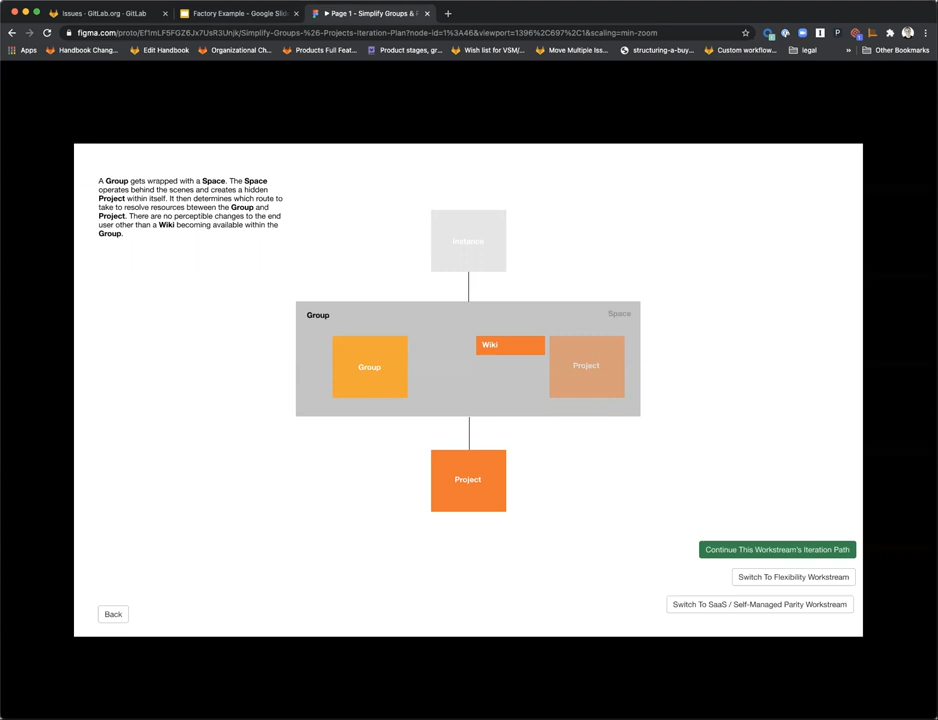 Issues · GitLab.org · GitLab
Factory Example - Google Slid
Page 1 - Simplify Groups & P
figma.com/proto/Ef1mLF5FGZ6Jx7UsR3Unjk/Simplify-Groups-%26-Projects-Iteration-Plan?node-id=1%3A46&viewport=1396%2C697%2C1&scaling=min-zoom
Apps
Handbook Chang...
Edit Handbook
Organizational Ch...
Products Full Feat...
Product stages, gr...
Wish list for VSM/...
Move Multiple Iss...
structuring-a-buy...
Custom workflow...
legal
»
Other Bookmarks
A Group gets wrapped with a Space. The Space
operates behind the scenes and creates a hidden
Project within itself. It then determines which route to
take to resolve resources bteween the Group and
Project. There are no perceptible changes to the end
user other than a Wiki becoming available within the
Group.
Instance
Group
Space
Group
Wiki
Project
Project
Continue This Workstream's Iteration Path
Switch To Flexibility Workstream
Switch To SaaS / Self-Managed Parity Workstream
Back